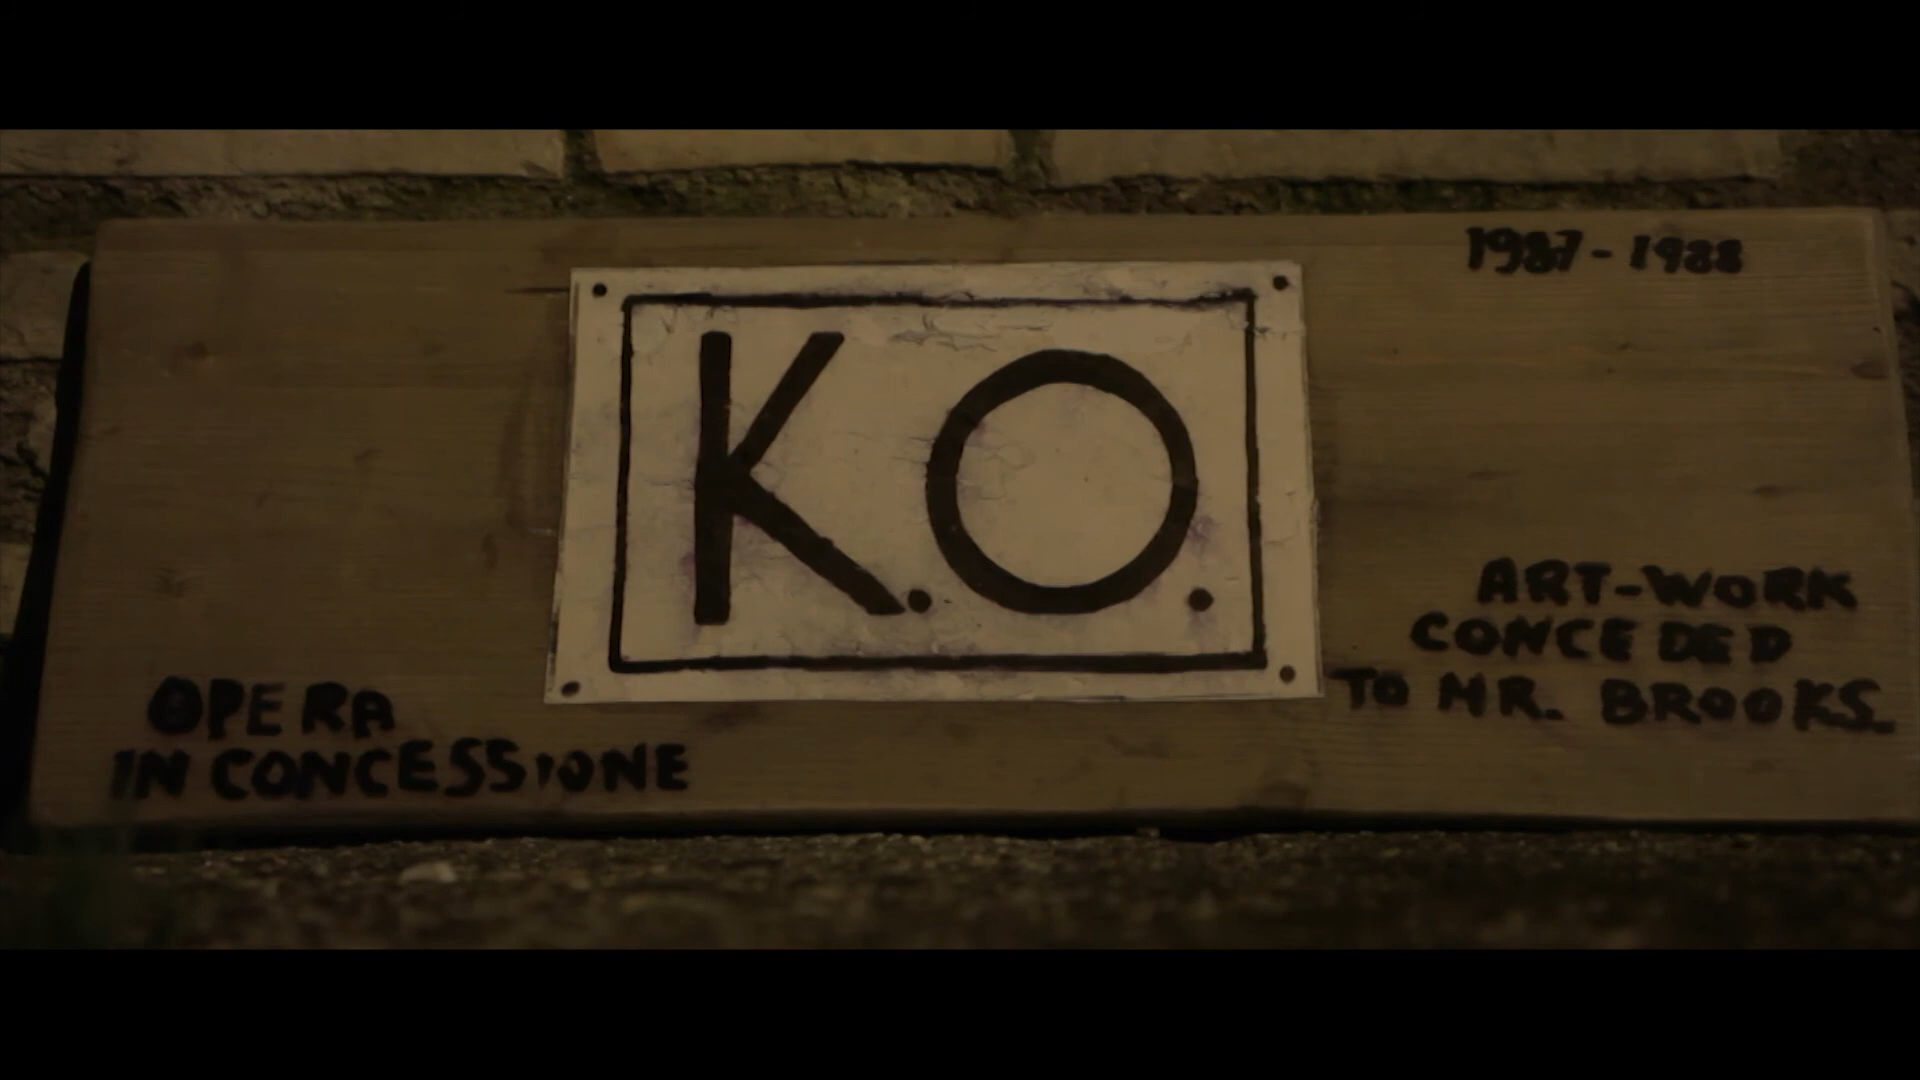 1987-1988
K.O.
ART-WORK
CONCEDED
TO MR. BROOKS.
OPERA
IN CONCESSIONE